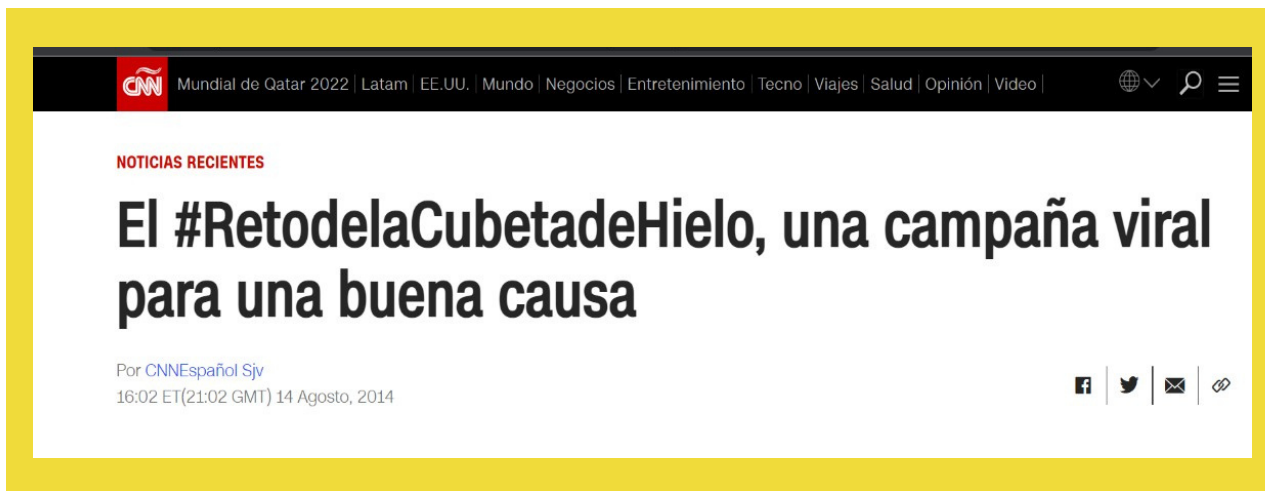 CNN Mundial de Qatar 2022 | Latam | EE.UU. | Mundo | Negocios | Entretenimiento | Tecno | Viajes | Salud | Opinión | Video |
NOTICIAS RECIENTES
El #RetodelaCubetadeHielo, una campaña viral
para una buena causa
Por CNNEspañol Sjv
16:02 ET(21:02 GMT) 14 Agosto, 2014